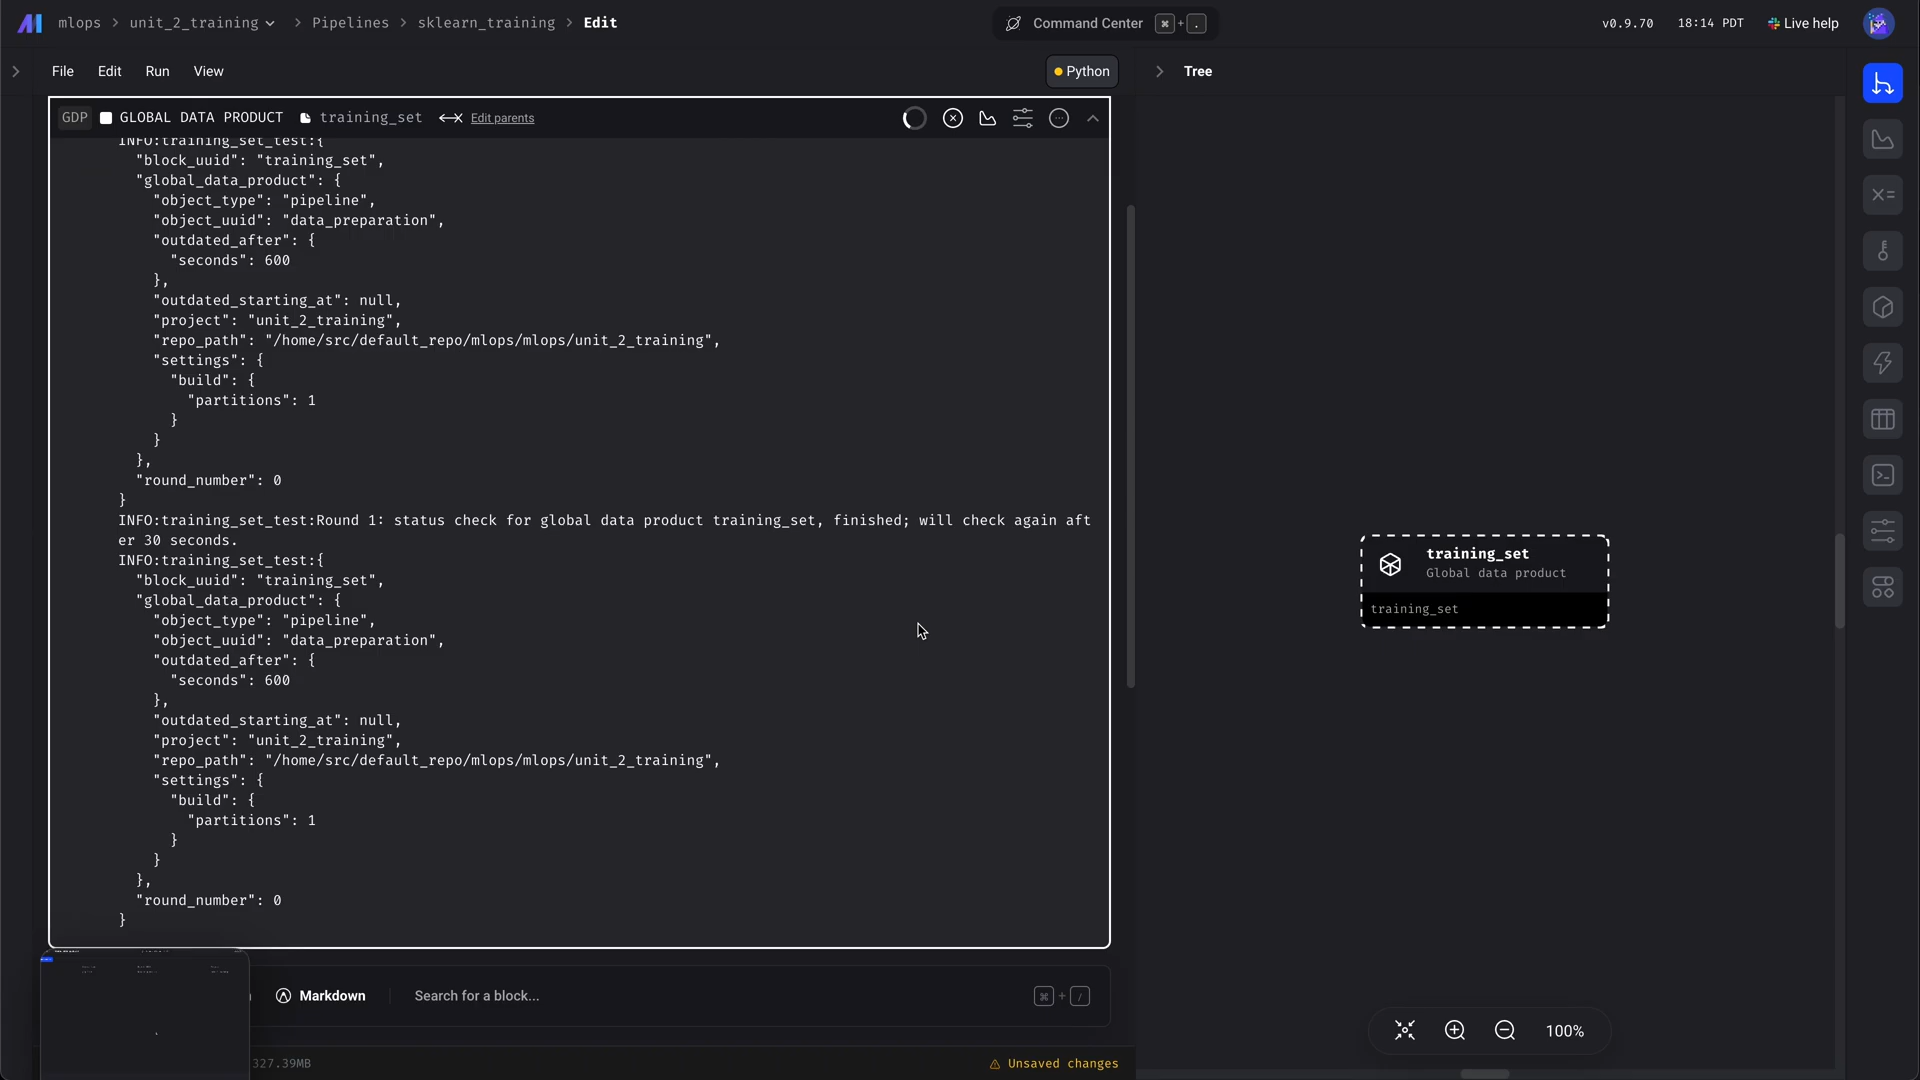 mlops > unit_2_training > Pipelines > sklearn_training > Edit
Command Center ⌘ + .
v0.9.70
18:14 PDT
Live help
File Edit Run View
Python
Tree
GDP GLOBAL DATA PRODUCT training_set Edit parents
INFO:training_set_test:{
"block_uuid": "training_set",
"global_data_product": {
"object_type": "pipeline",
"object_uuid": "data_preparation",
"outdated_after": {
"seconds": 600
},
"outdated_starting_at": null,
"project": "unit_2_training",
"repo_path": "/home/src/default_repo/mlops/mlops/unit_2_training",
"settings": {
"build": {
"partitions": 1
}
}
},
"round_number": 0
}
INFO:training_set_test:Round 1: status check for global data product training_set, finished; will check again aft
er 30 seconds.
INFO:training_set_test:{
"block_uuid": "training_set",
"global_data_product": {
"object_type": "pipeline",
"object_uuid": "data_preparation",
"outdated_after": {
"seconds": 600
},
"outdated_starting_at": null,
"project": "unit_2_training",
"repo_path": "/home/src/default_repo/mlops/mlops/unit_2_training",
"settings": {
"build": {
"partitions": 1
}
}
},
"round_number": 0
}
training_set
Global data product
training_set
Markdown
Search for a block...
⌘ + /
100%
327.39MB
Unsaved changes